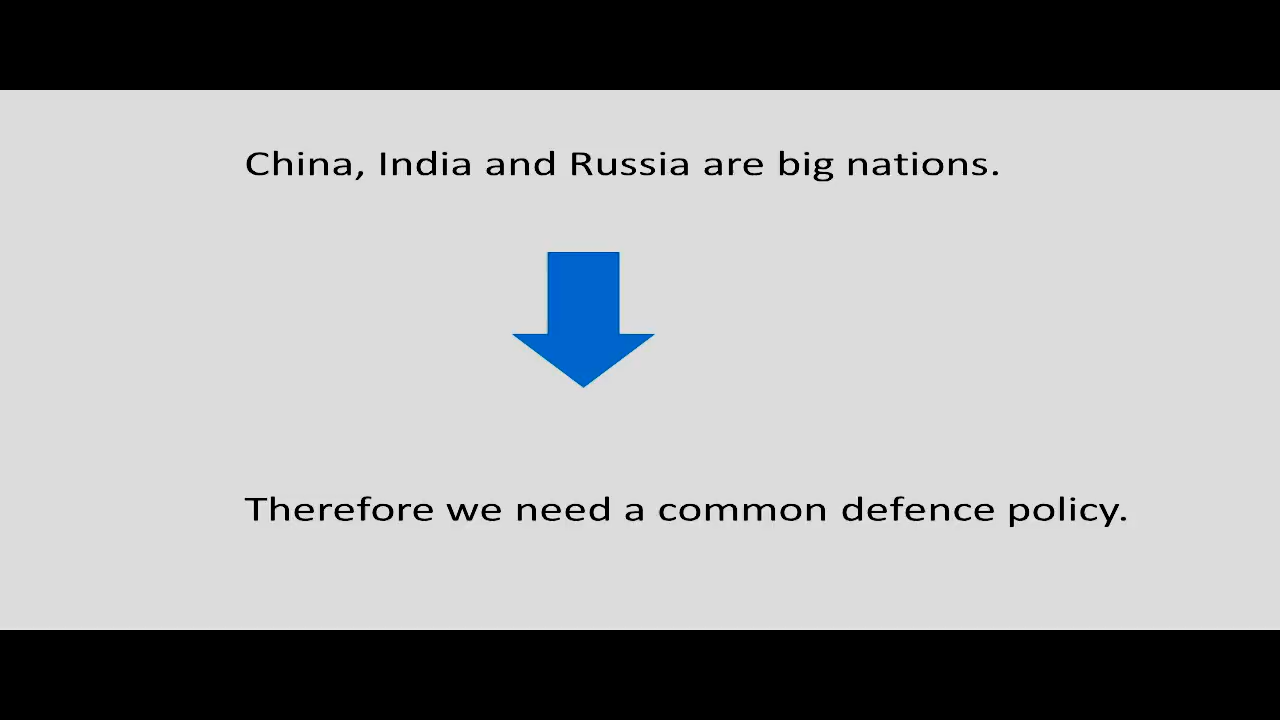 China, India and Russia are big nations.
Therefore we need a common defence policy.